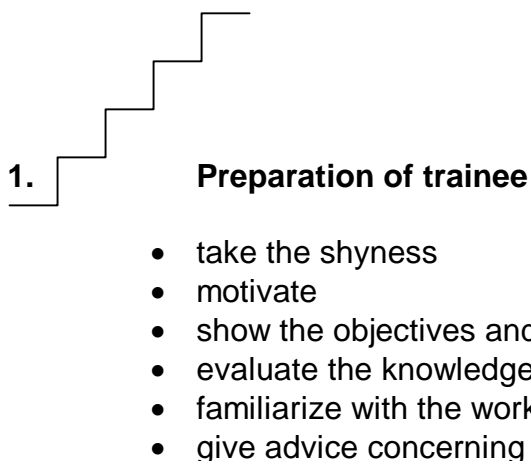 1. Preparation of trainee
• take the shyness
• motivate
• show the objectives and
• evaluate the knowledge
• familiarize with the work
• give advice concerning